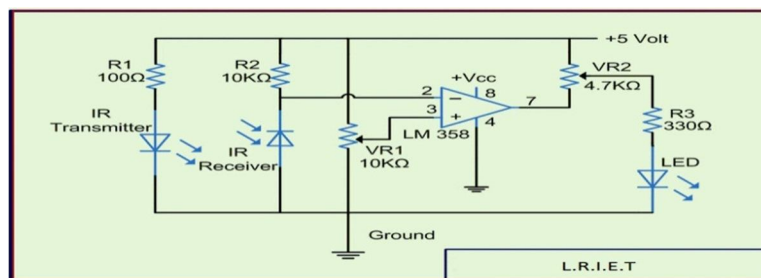 +5 Volt
R1
100Ω
R2
10KΩ
+Vcc
VR2
4.7KΩ
2
8
7
3
4
−
+
LM 358
R3
330Ω
IR
Transmitter
IR
Receiver
VR1
10KΩ
LED
Ground
L.R.I.E.T